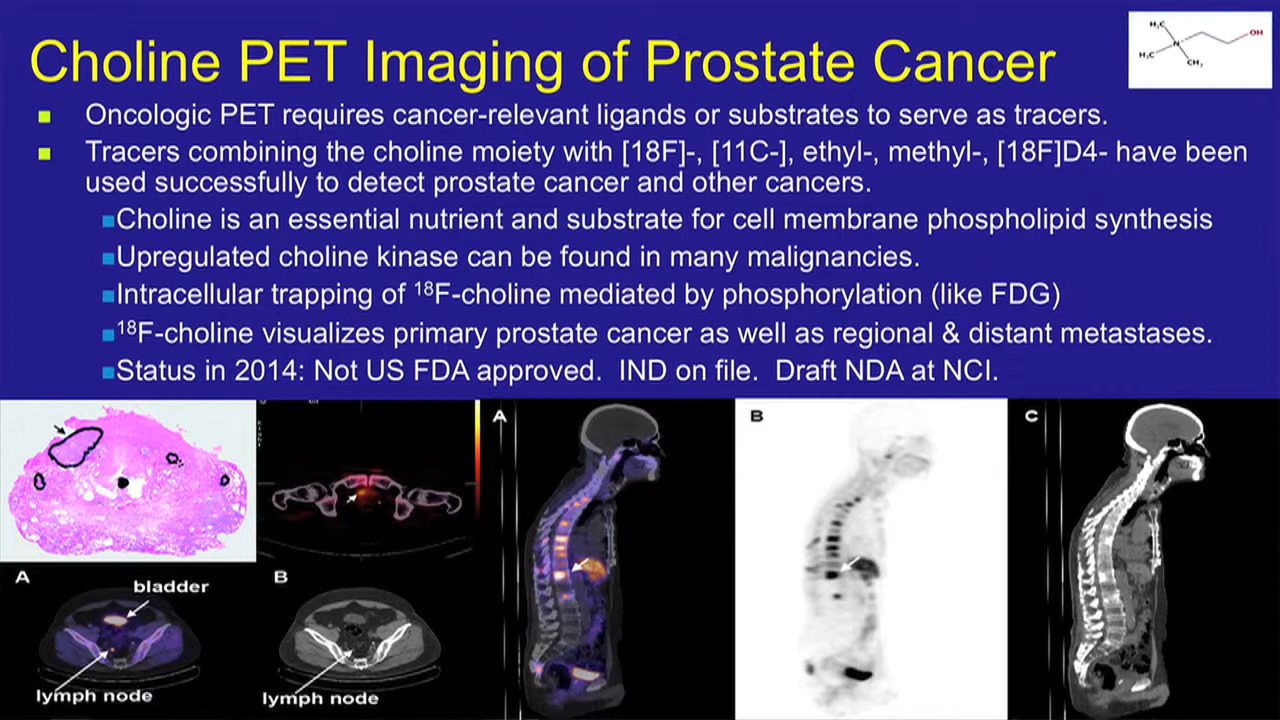 Choline PET Imaging of Prostate Cancer
H₃C
OH
N
H₃C
CH₃
Oncologic PET requires cancer-relevant ligands or substrates to serve as tracers.
Tracers combining the choline moiety with [18F]-, [11C-], ethyl-, methyl-, [18F]D4- have been
used successfully to detect prostate cancer and other cancers.
Choline is an essential nutrient and substrate for cell membrane phospholipid synthesis
Upregulated choline kinase can be found in many malignancies.
Intracellular trapping of ¹⁸F-choline mediated by phosphorylation (like FDG)
¹⁸F-choline visualizes primary prostate cancer as well as regional & distant metastases.
Status in 2014: Not US FDA approved.  IND on file.  Draft NDA at NCI.
A
B
C
A
bladder
B
lymph node
lymph node